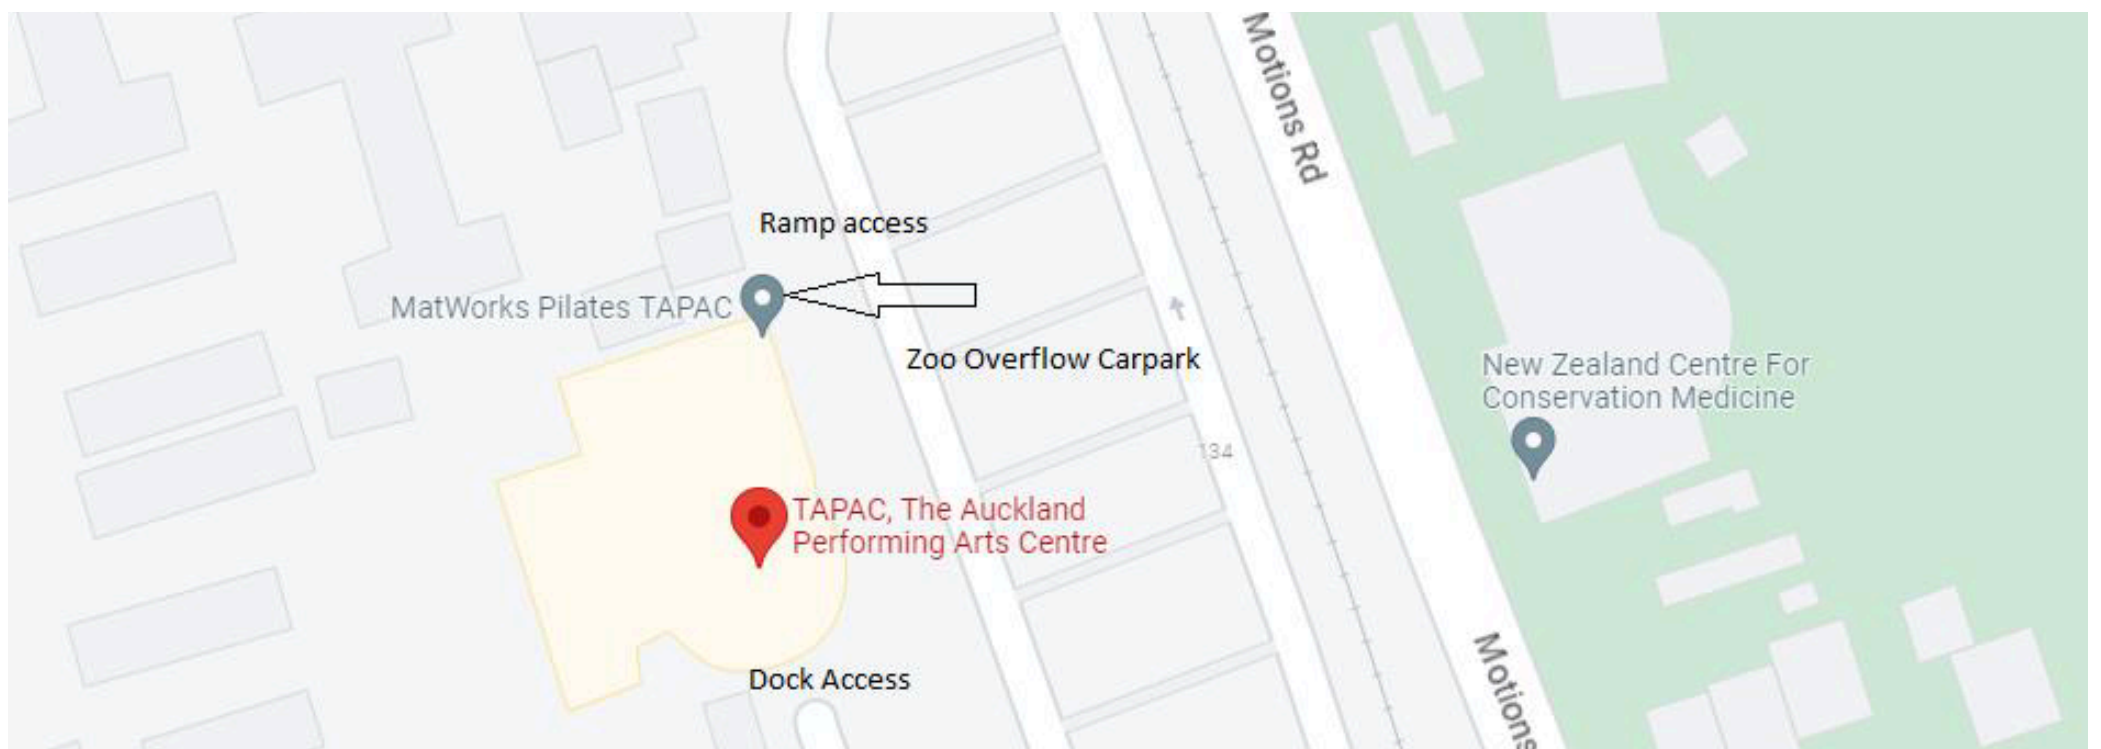 Motions Rd
Ramp access
MatWorks Pilates TAPAC
Zoo Overflow Carpark
New Zealand Centre For
Conservation Medicine
134
TAPAC, The Auckland
Performing Arts Centre
Dock Access
Motions